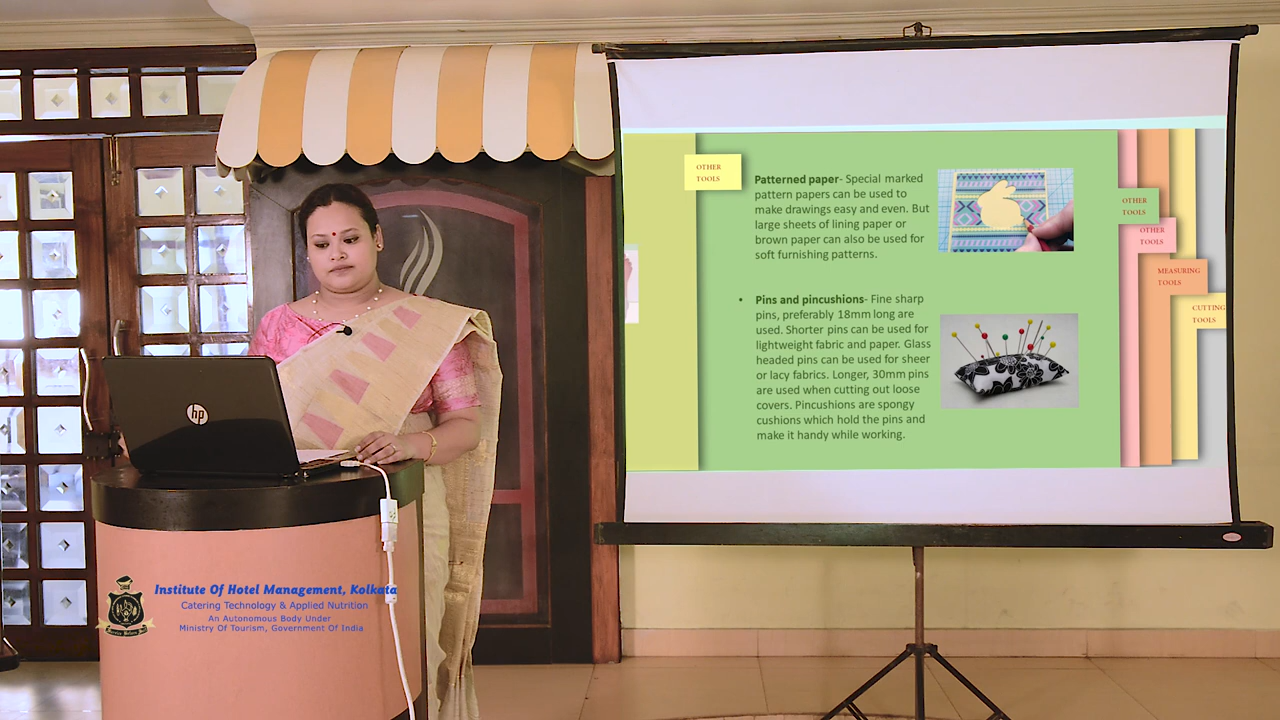 OTHER
TOOLS
Patterned paper- Special marked
pattern papers can be used to
make drawings easy and even. But
large sheets of lining paper or
brown paper can also be used for
soft furnishing patterns.
• Pins and pincushions- Fine sharp
pins, preferably 18mm long are
used. Shorter pins can be used for
lightweight fabric and paper. Glass
headed pins can be used for sheer
or lacy fabrics. Longer, 30mm pins
are used when cutting out loose
covers. Pincushions are spongy
cushions which hold the pins and
make it handy while working.
OTHER
TOOLS
OTHER
TOOLS
MEASURING
TOOLS
CUTTING
TOOLS
hp
Institute Of Hotel Management, Kolkata
Catering Technology & Applied Nutrition
An Autonomous Body Under
Ministry Of Tourism, Government Of India